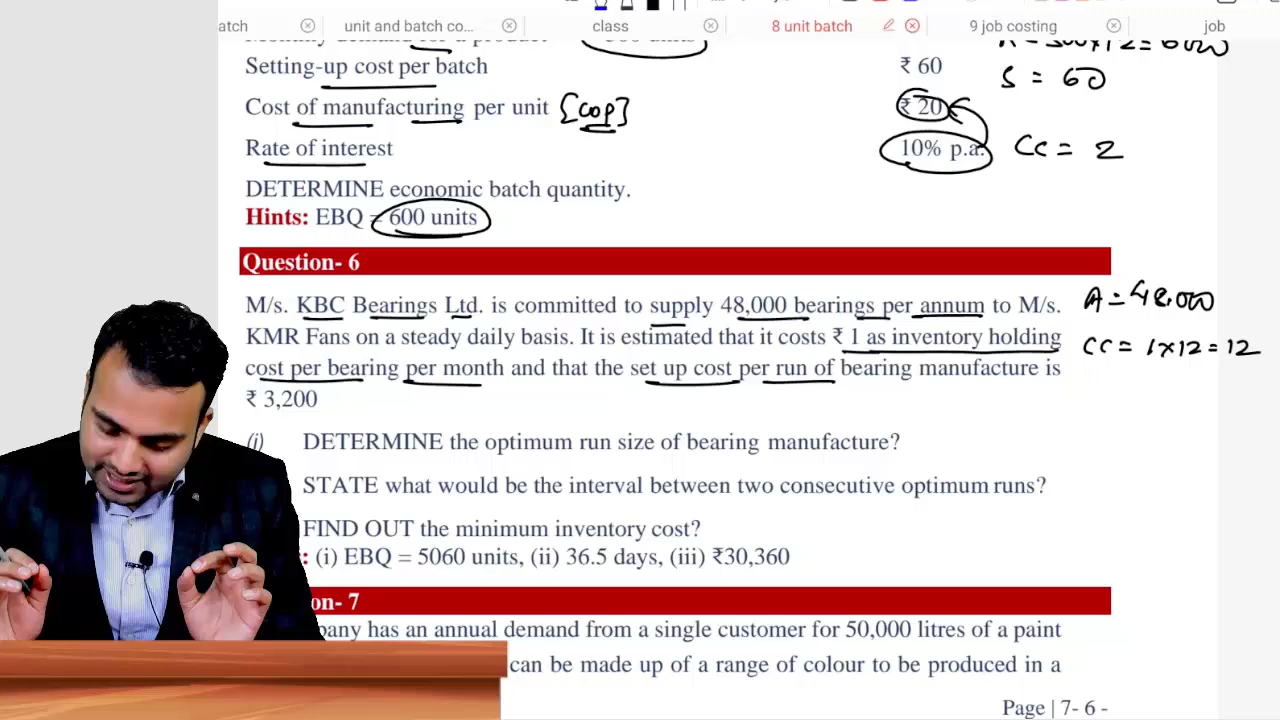 atch
unit and batch co...
class
8 unit batch
9 job costing
job
Setting-up cost per batch ₹ 60
S = 60
Cost of manufacturing per unit [COP] ₹ 20
Rate of interest 10% p.a. CC = 2
DETERMINE economic batch quantity.
Hints: EBQ = 600 units
Question- 6
M/s. KBC Bearings Ltd. is committed to supply 48,000 bearings per annum to M/s. A = 48,000
KMR Fans on a steady daily basis. It is estimated that it costs ₹ 1 as inventory holding CC = 1x12 = 12
cost per bearing per month and that the set up cost per run of bearing manufacture is
₹ 3,200
(i) DETERMINE the optimum run size of bearing manufacture?
STATE what would be the interval between two consecutive optimum runs?
FIND OUT the minimum inventory cost?
: (i) EBQ = 5060 units, (ii) 36.5 days, (iii) ₹30,360
on- 7
pany has an annual demand from a single customer for 50,000 litres of a paint
can be made up of a range of colour to be produced in a
Page | 7- 6 -